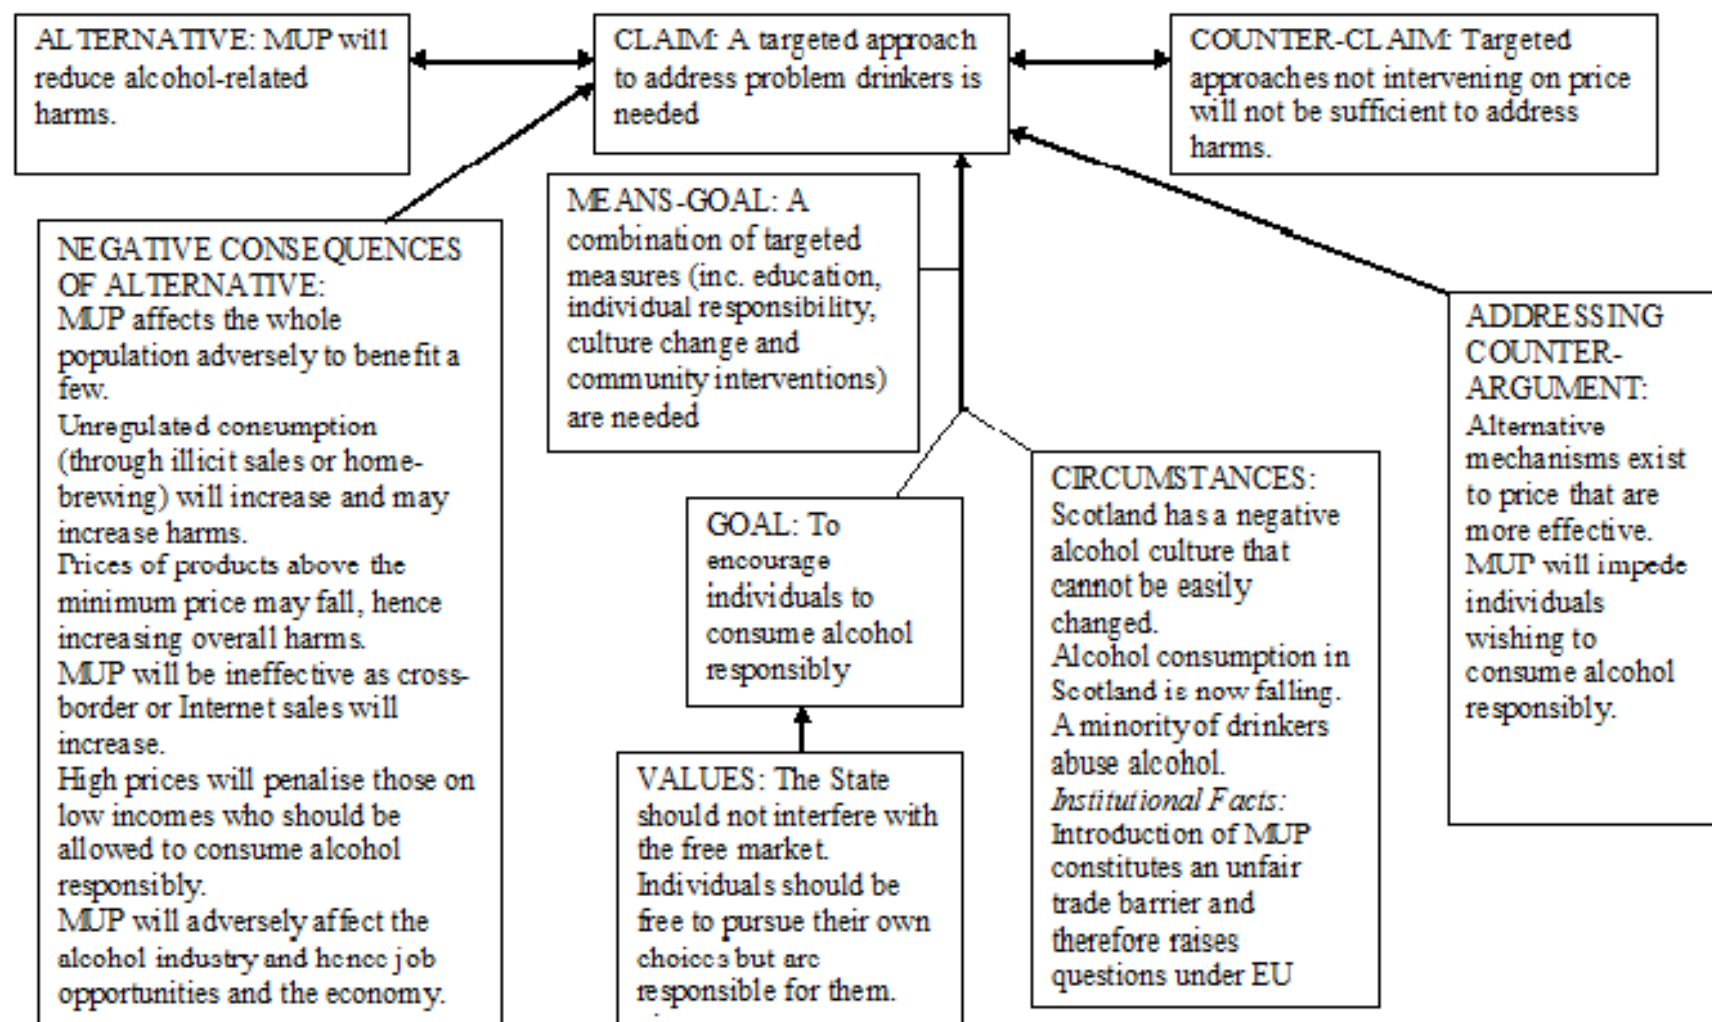 ALTERNATIVE: MUP will
reduce alcohol-related
harms.
CLAIM: A targeted approach
to address problem drinkers is
needed
COUNTER-CLAIM: Targeted
approaches not intervening on price
will not be sufficient to address
harms.
NEGATIVE CONSEQUENCES
OF ALTERNATIVE:
MUP affects the whole
population adversely to benefit a
few.
Unregulated consumption
(through illicit sales or home-
brewing) will increase and may
increase harms.
Prices of products above the
minimum price may fall, hence
increasing overall harms.
MUP will be ineffective as cross-
border or Internet sales will
increase.
High prices will penalise those on
low incomes who should be
allowed to consume alcohol
responsibly.
MUP will adversely affect the
alcohol industry and hence job
opportunities and the economy.
MEANS-GOAL: A
combination of targeted
measures (inc. education,
individual responsibility,
culture change and
community interventions)
are needed
GOAL: To
encourage
individuals to
consume alcohol
responsibly
VALUES: The State
should not interfere with
the free market.
Individuals should be
free to pursue their own
choices but are
responsible for them.
CIRCUMSTANCES:
Scotland has a negative
alcohol culture that
cannot be easily
changed.
Alcohol consumption in
Scotland is now falling.
A minority of drinkers
abuse alcohol.
Institutional Facts:
Introduction of MUP
constitutes an unfair
trade barrier and
therefore raises
questions under EU
ADDRESSING
COUNTER-
ARGUMENT:
Alternative
mechanisms exist
to price that are
more effective.
MUP will impede
individuals
wishing to
consume alcohol
responsibly.